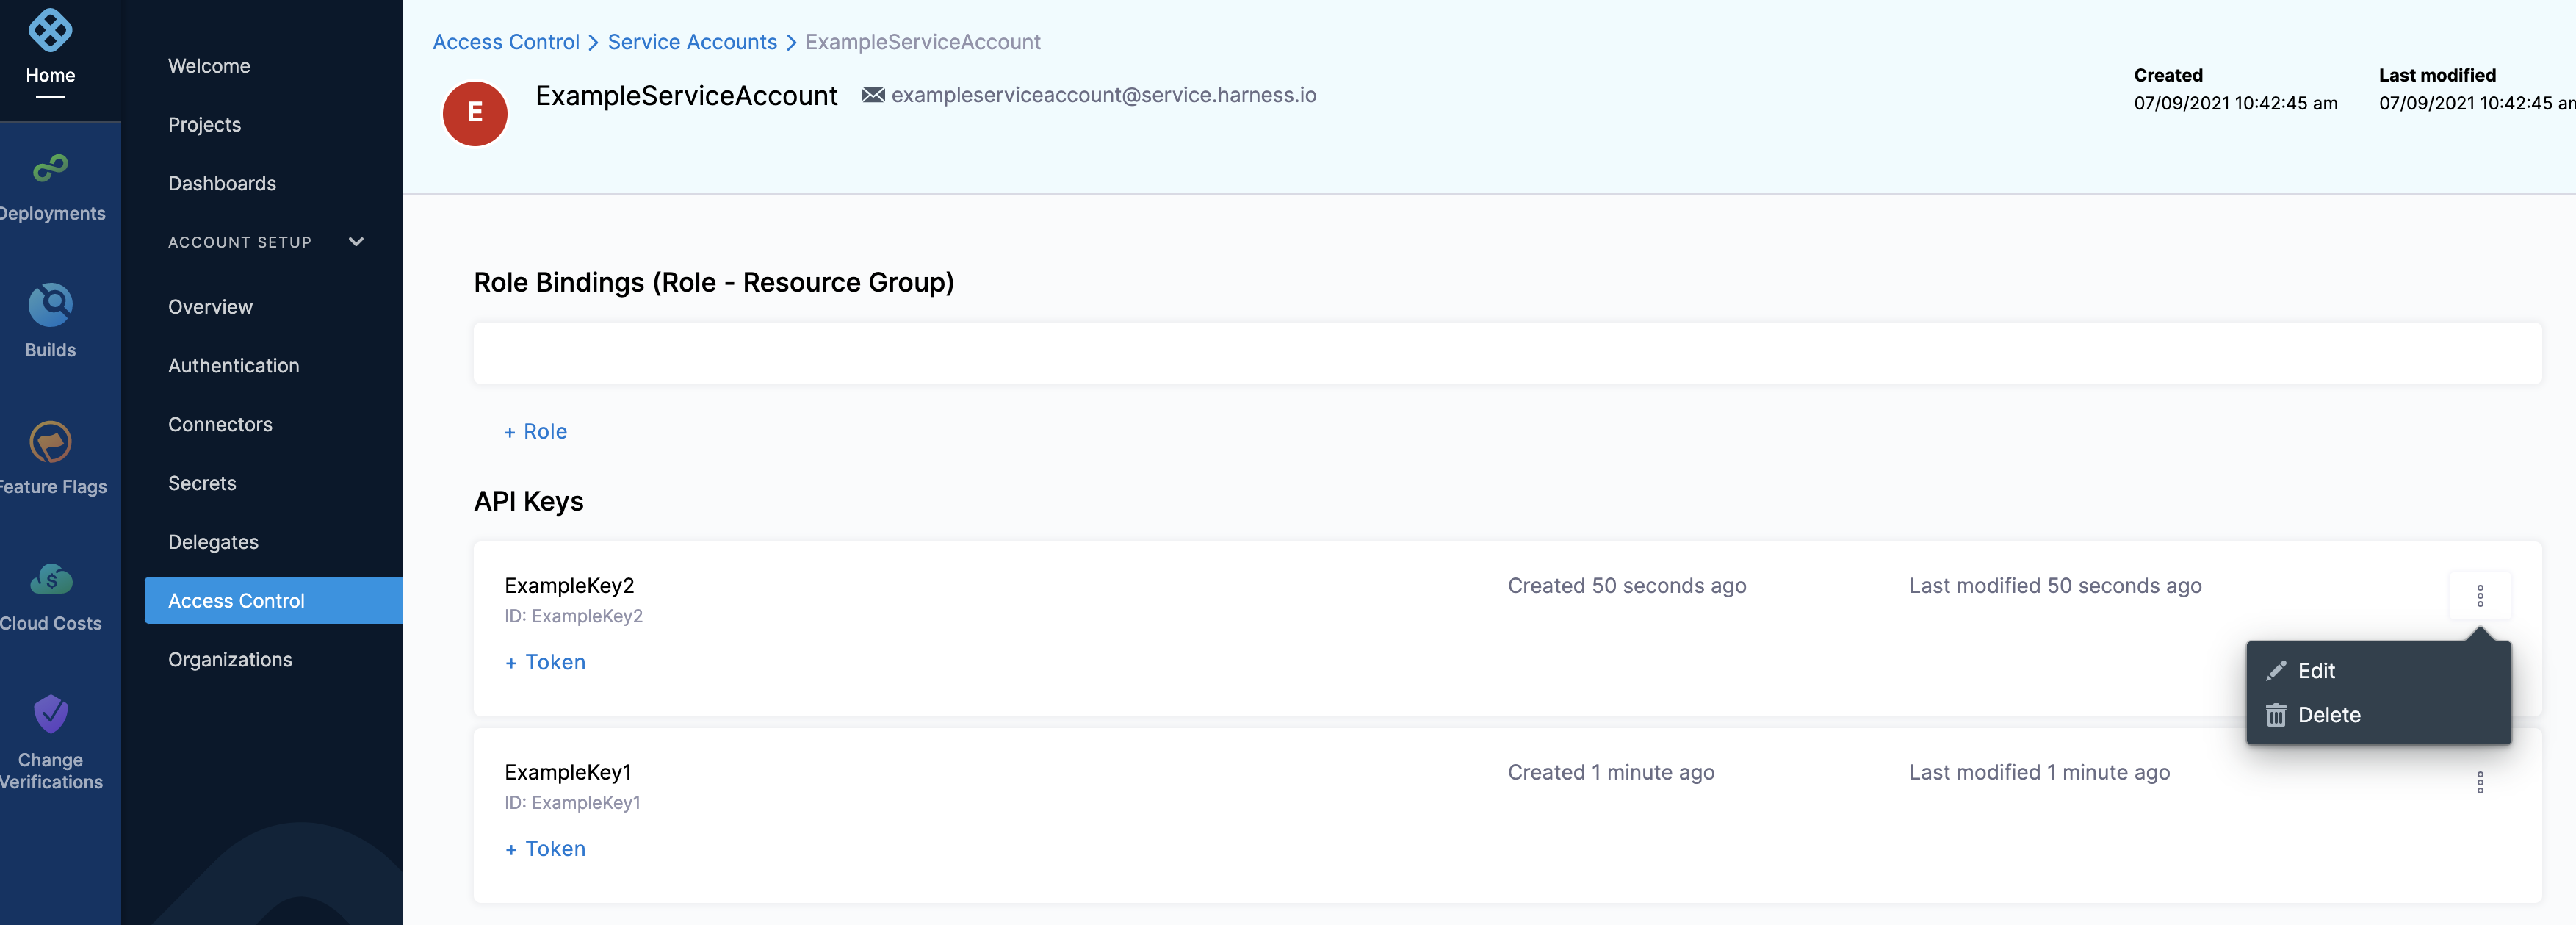 Home
Deployments
Builds
Feature Flags
Cloud Costs
Change
Verifications
Welcome
Projects
Dashboards
ACCOUNT SETUP
Overview
Authentication
Connectors
Secrets
Delegates
Access Control
Organizations
Access Control > Service Accounts > ExampleServiceAccount
E
ExampleServiceAccount
exampleserviceaccount@service.harness.io
Created
07/09/2021 10:42:45 am
Last modified
07/09/2021 10:42:45 am
Role Bindings (Role - Resource Group)
+ Role
API Keys
ExampleKey2
Created 50 seconds ago
Last modified 50 seconds ago
ID: ExampleKey2
+ Token
Edit
Delete
ExampleKey1
Created 1 minute ago
Last modified 1 minute ago
ID: ExampleKey1
+ Token